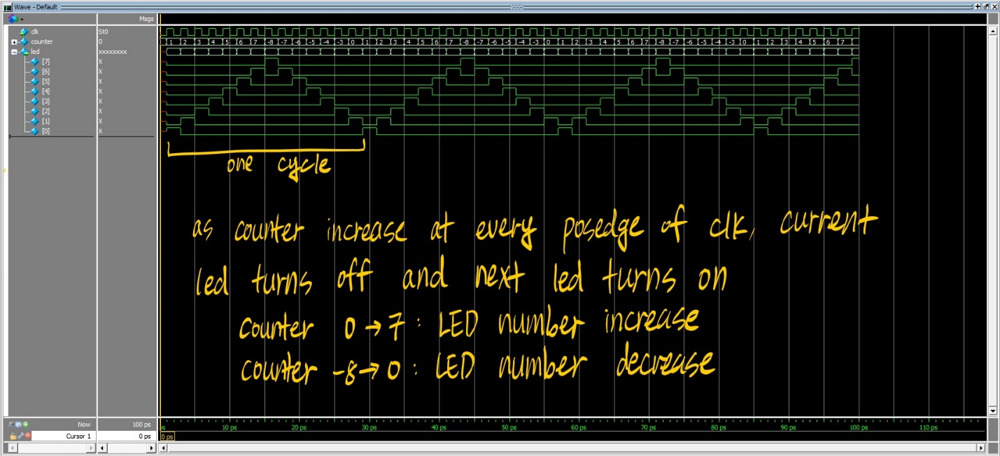 Wave - Default
Msgs
clk St0
counter 0 1 2 3 4 5 6 7 -8 -7 -6 -5 -4 -3 0 1 2 3 4 5 6 7 -8 -7 -6 -5 -4 -3 0 1 2 3 4 5 6 7 -8 -7 -6 -5 -4 -3 0 1 2 3 4 5 6 7
led xxxxxxxx
[7] X
[6] X
[5] X
[4] X
[3] X
[2] X
[1] X
[0] X
one cycle
as counter increase at every posedge of clk, current
led turns off and next led turns on
counter 0→7 : LED number increase
counter -8→0 : LED number decrease
Now 100 ps ps 10 ps 20 ps 30 ps 40 ps 50 ps 60 ps 70 ps 80 ps 90 ps 100 ps 110 ps
Cursor 1 0 ps 0 ps